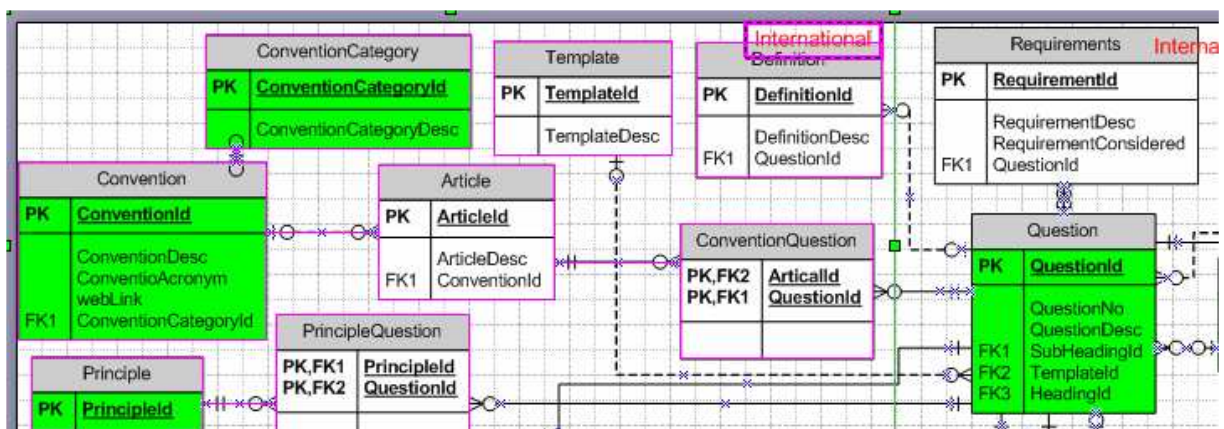 ConventionCategory
PK ConventionCategoryId
ConventionCategoryDesc
Template
PK TemplateId
TemplateDesc
International
Definition
PK DefinitionId
DefinitionDesc
FK1 QuestionId
Requirements
Interna
PK RequirementId
RequirementDesc
RequirementConsidered
FK1 QuestionId
Convention
PK ConventionId
ConventionDesc
ConventioAcronym
webLink
FK1 ConventionCategoryId
Article
PK ArticleId
ArticleDesc
FK1 ConventionId
ConventionQuestion
PK,FK2 ArticalId
PK,FK1 QuestionId
Question
PK QuestionId
QuestionNo
QuestionDesc
FK1 SubHeadingId
FK2 TemplateId
FK3 HeadingId
PrincipleQuestion
PK,FK1 PrincipleId
PK,FK2 QuestionId
Principle
PK PrincipleId